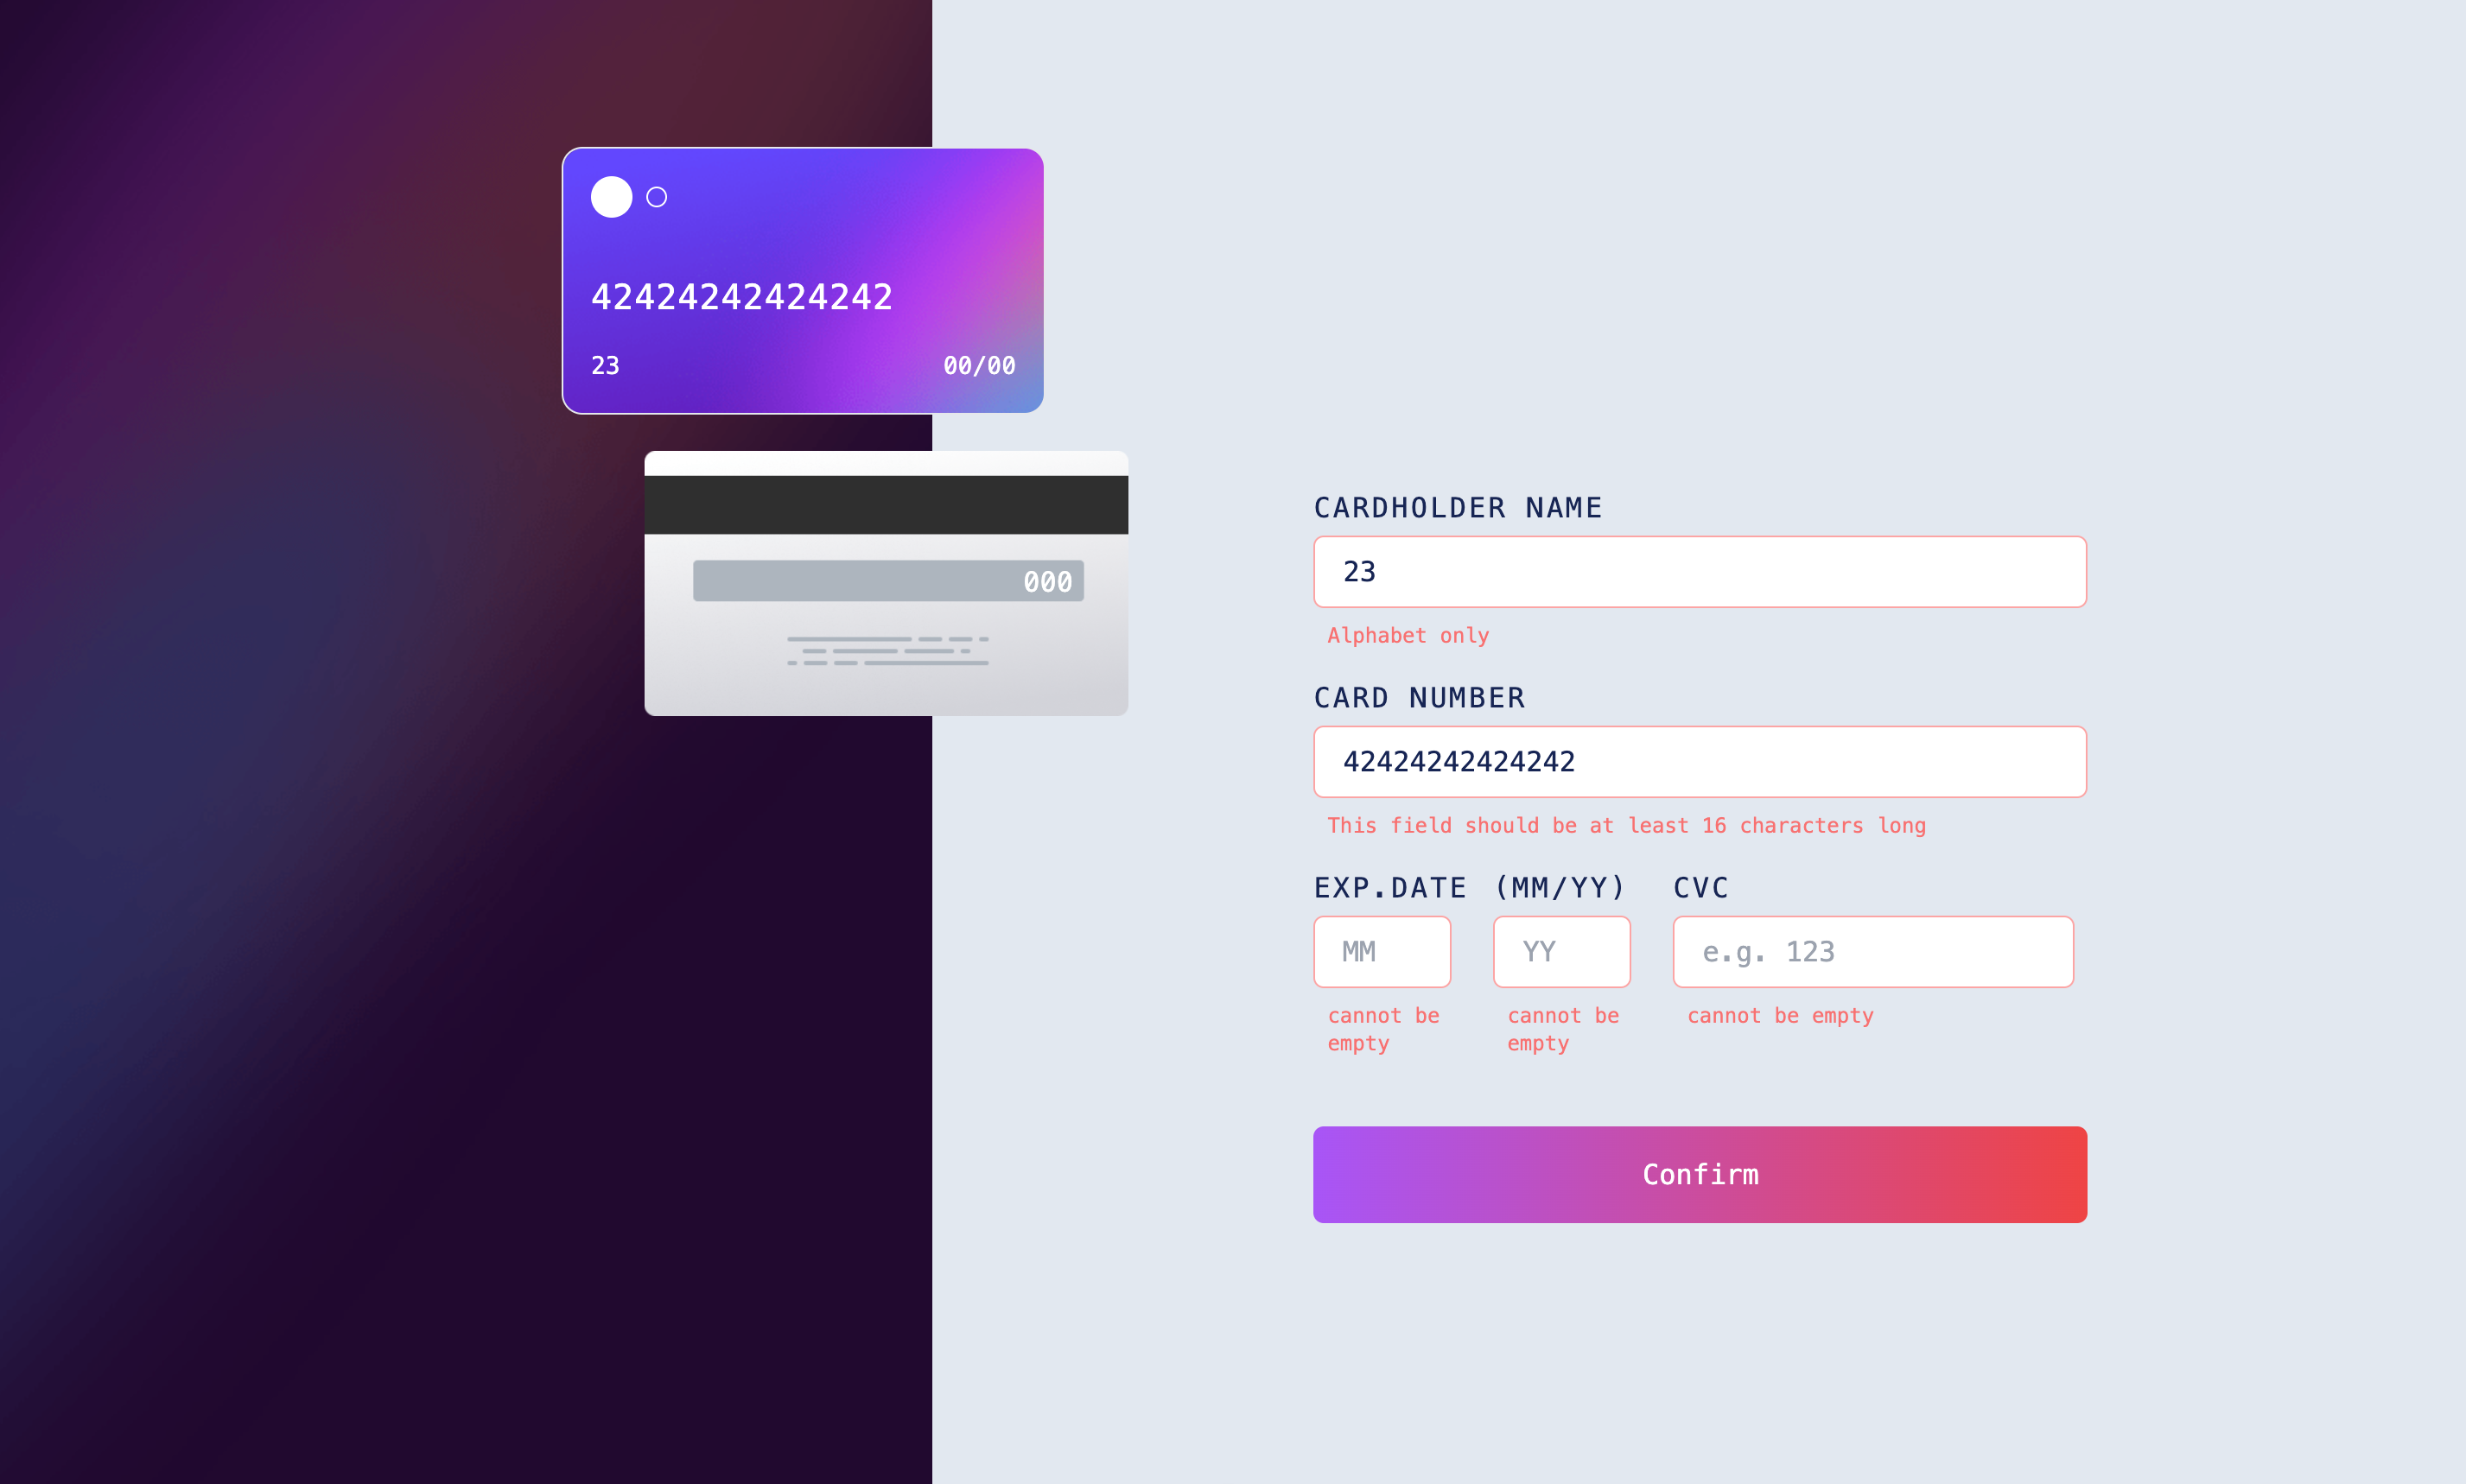 42424242424242
23 00/00
000
CARDHOLDER NAME
23
Alphabet only
CARD NUMBER
42424242424242
This field should be at least 16 characters long
EXP.DATE (MM/YY) CVC
MM YY e.g. 123
cannot be empty cannot be empty cannot be empty
Confirm